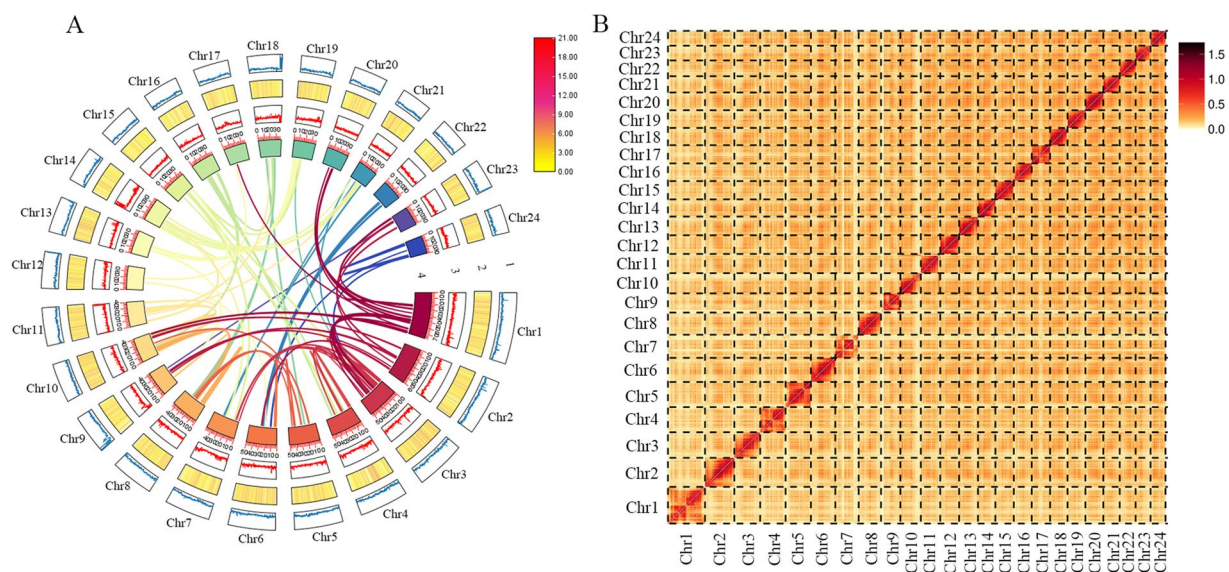 A
Chr1
Chr2
Chr3
Chr4
Chr5
Chr6
Chr7
Chr8
Chr9
Chr10
Chr11
Chr12
Chr13
Chr14
Chr15
Chr16
Chr17
Chr18
Chr19
Chr20
Chr21
Chr22
Chr23
Chr24
4 3 2 1
21.00
18.00
15.00
12.00
9.00
6.00
3.00
0.00
B
Chr24
Chr23
Chr22
Chr21
Chr20
Chr19
Chr18
Chr17
Chr16
Chr15
Chr14
Chr13
Chr12
Chr11
Chr10
Chr9
Chr8
Chr7
Chr6
Chr5
Chr4
Chr3
Chr2
Chr1
Chr1
Chr2
Chr3
Chr4
Chr5
Chr6
Chr7
Chr8
Chr9
Chr10
Chr11
Chr12
Chr13
Chr14
Chr15
Chr16
Chr17
Chr18
Chr19
Chr20
Chr21
Chr22
Chr23
Chr24
1.5
1.0
0.5
0.0